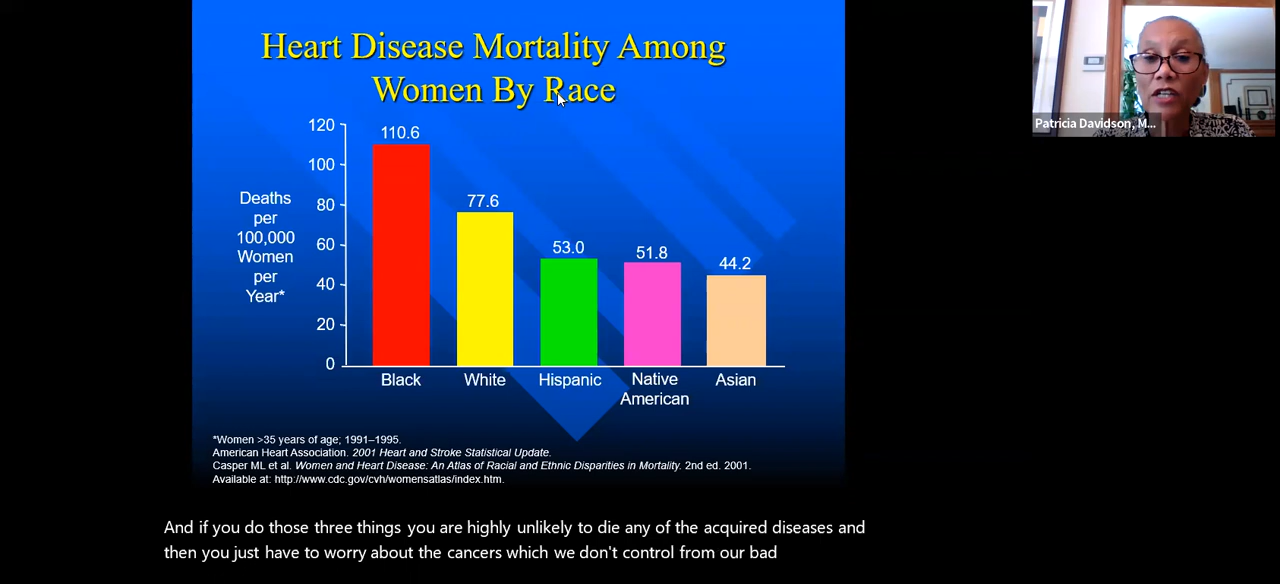 Heart Disease Mortality Among
Women By Race
120
100
80
60
40
20
0
Deaths
per
100,000
Women
per
Year*
110.6
77.6
53.0
51.8
44.2
Black
White
Hispanic
Native
American
Asian
*Women >35 years of age; 1991–1995.
American Heart Association. 2001 Heart and Stroke Statistical Update.
Casper ML et al. Women and Heart Disease: An Atlas of Racial and Ethnic Disparities in Mortality. 2nd ed. 2001.
Available at: http://www.cdc.gov/cvh/womensatlas/index.htm.
Patricia Davidson, M...
And if you do those three things you are highly unlikely to die any of the acquired diseases and
then you just have to worry about the cancers which we don't control from our bad